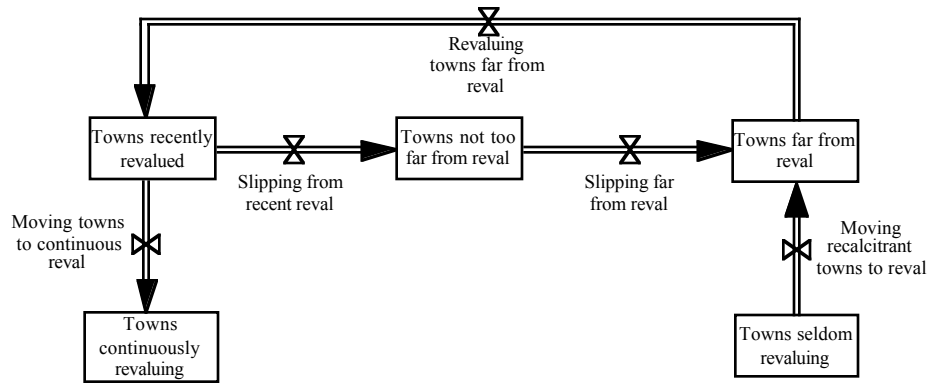 Revaluing
towns far from
reval
Towns recently
revalued
Towns not too
far from reval
Towns far from
reval
Slipping from
recent reval
Slipping far
from reval
Moving towns
to continuous
reval
Moving
recalcitrant
towns to reval
Towns
continuously
revaluing
Towns seldom
revaluing